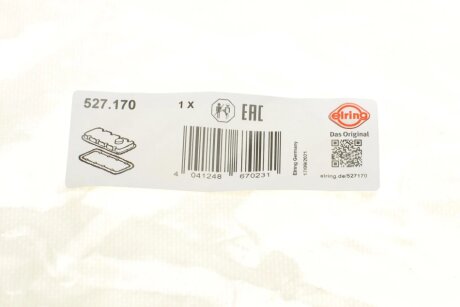 527.170
1 X
EAC
elring
Das Original
4 041248 670231
Elring Germany
elring.de/527170